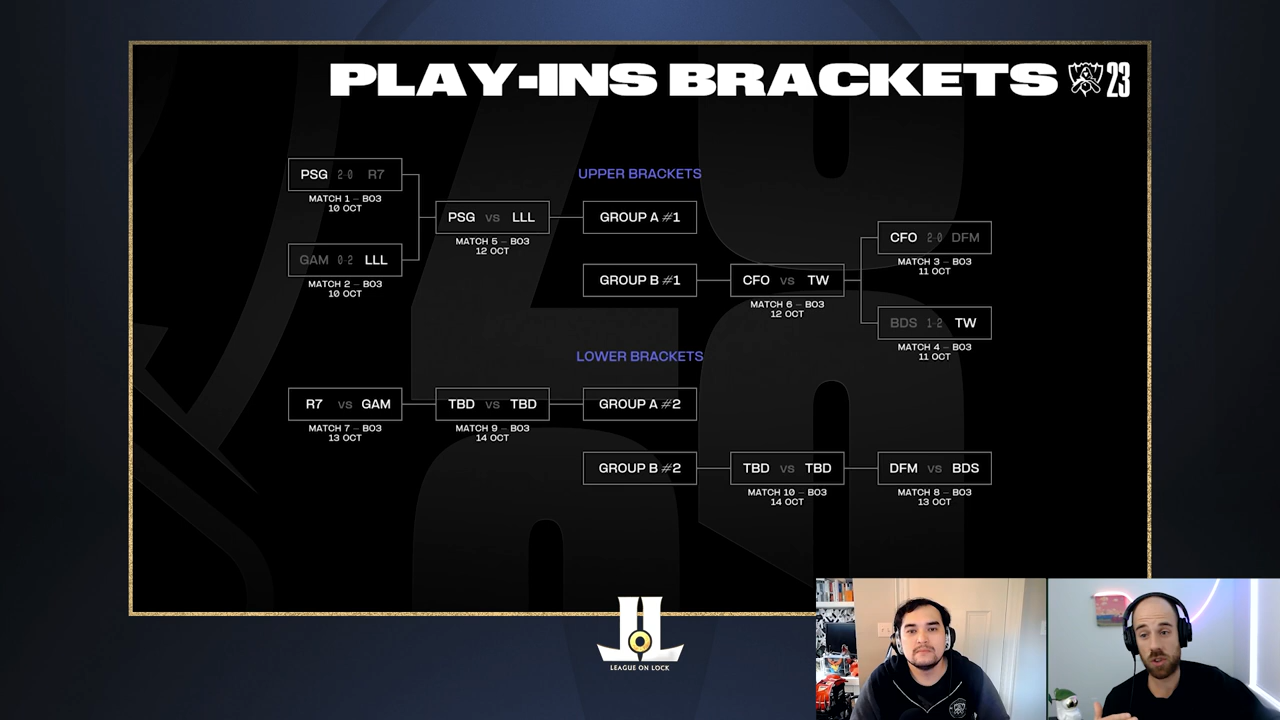 PLAY-INS BRACKETS 23
PSG 2-0 R7
MATCH 1 – BO3
10 OCT
GAM 0-2 LLL
MATCH 2 – BO3
10 OCT
PSG VS LLL
MATCH 5 – BO3
12 OCT
UPPER BRACKETS
GROUP A #1
GROUP B #1
CFO VS TW
MATCH 6 – BO3
12 OCT
CFO 2-0 DFM
MATCH 3 – BO3
11 OCT
BDS 1-2 TW
MATCH 4 – BO3
11 OCT
LOWER BRACKETS
R7 VS GAM
MATCH 7 – BO3
13 OCT
TBD VS TBD
MATCH 9 – BO3
14 OCT
GROUP A #2
GROUP B #2
TBD VS TBD
MATCH 10 – BO3
14 OCT
DFM VS BDS
MATCH 8 – BO3
13 OCT
LEAGUE ON LOCK